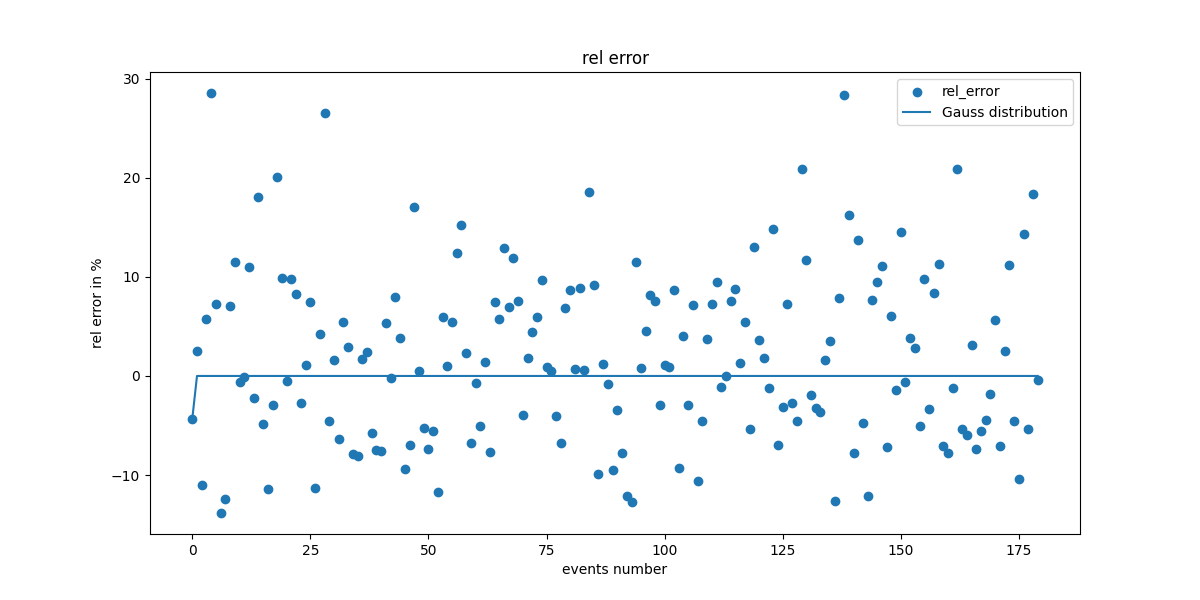 rel error
rel_error
Gauss distribution
rel error in %
30
20
10
0
−10
0 25 50 75 100 125 150 175
events number